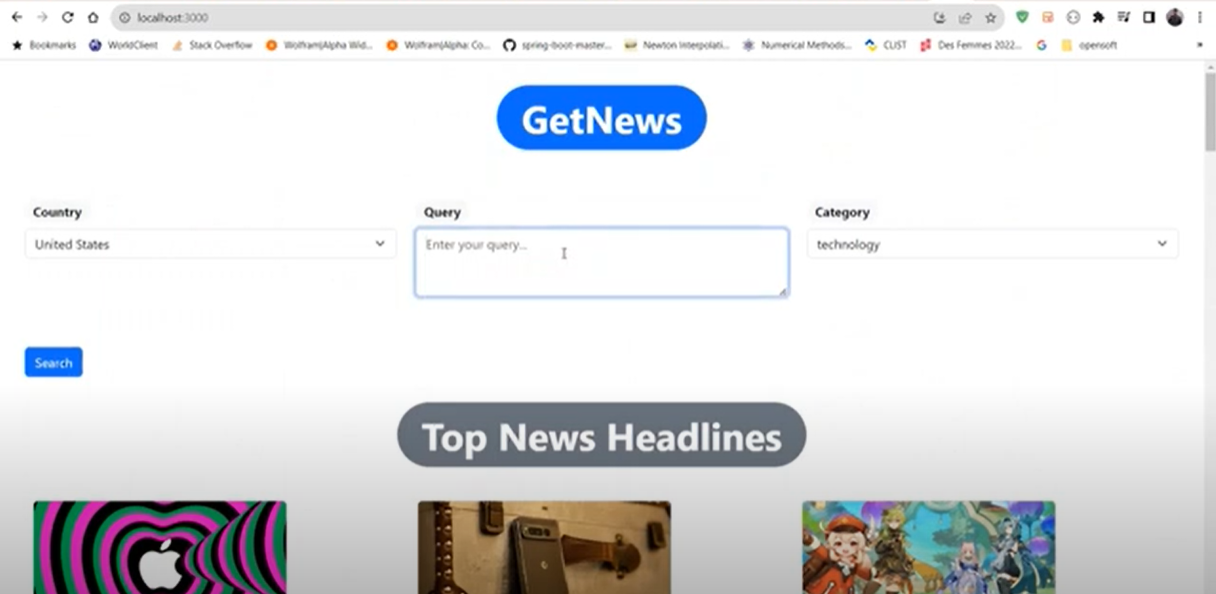 localhost:3000
Bookmarks WorldClient Stack Overflow Wolfram|Alpha Wid... Wolfram|Alpha: Co... spring-boot-master... Newton Interpolati... Numerical Methods... CLIST Des Femmes 2022... opensoft »
GetNews
Country Query Category
United States Enter your query... technology
Search
Top News Headlines